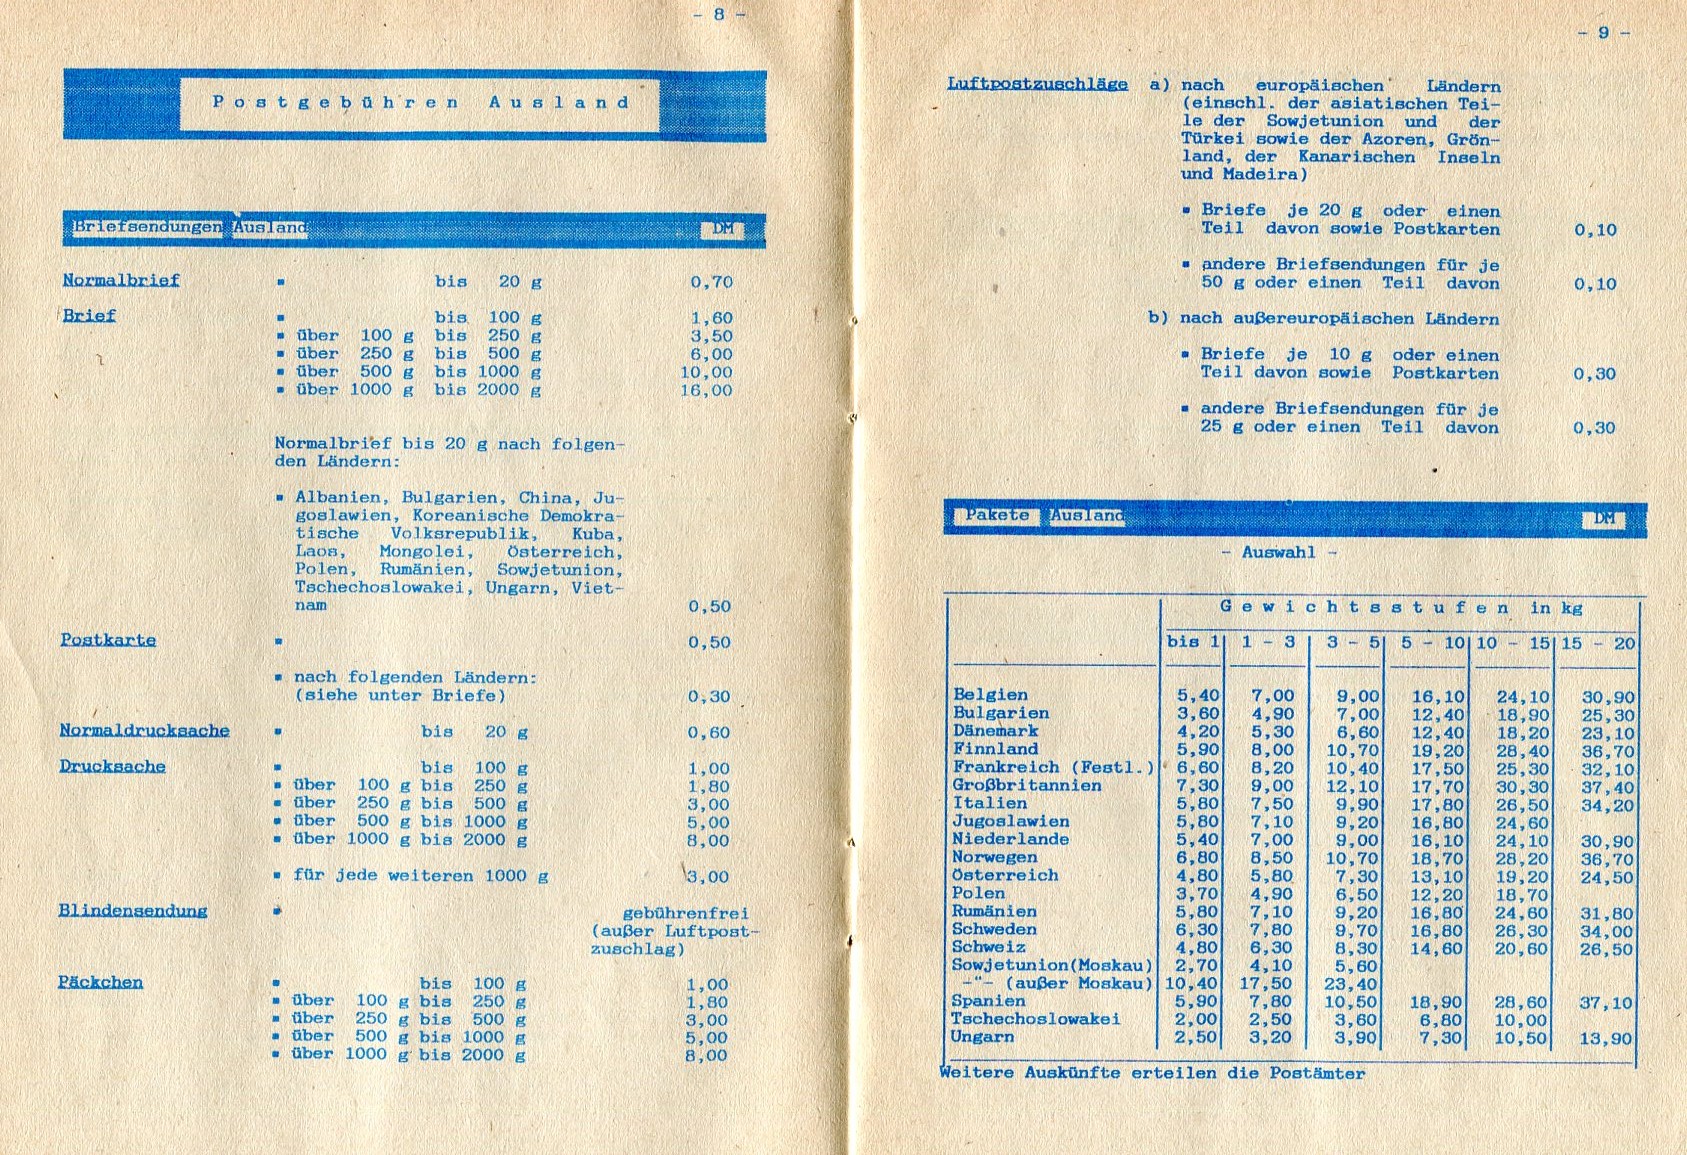 - 8 -
Postgebühren Ausland
Briefsendungen Ausland DM
Normalbrief ▪ bis 20 g 0,70
Brief ▪ bis 100 g 1,60
▪ über 100 g bis 250 g 3,50
▪ über 250 g bis 500 g 6,00
▪ über 500 g bis 1000 g 10,00
▪ über 1000 g bis 2000 g 16,00
Normalbrief bis 20 g nach folgen-
den Ländern:
▪ Albanien, Bulgarien, China, Ju-
goslawien, Koreanische Demokra-
tische Volksrepublik, Kuba,
Laos, Mongolei, Österreich,
Polen, Rumänien, Sowjetunion,
Tschechoslowakei, Ungarn, Viet-
nam 0,50
Postkarte ▪ 0,50
▪ nach folgenden Ländern:
(siehe unter Briefe) 0,30
Normaldrucksache ▪ bis 20 g 0,60
Drucksache ▪ bis 100 g 1,00
▪ über 100 g bis 250 g 1,80
▪ über 250 g bis 500 g 3,00
▪ über 500 g bis 1000 g 5,00
▪ über 1000 g bis 2000 g 8,00
▪ für jede weiteren 1000 g 3,00
Blindensendung ▪ gebührenfrei
(außer Luftpost-
zuschlag)
Päckchen ▪ bis 100 g 1,00
▪ über 100 g bis 250 g 1,80
▪ über 250 g bis 500 g 3,00
▪ über 500 g bis 1000 g 5,00
▪ über 1000 g bis 2000 g 8,00
- 9 -
Luftpostzuschläge a) nach europäischen Ländern
(einschl. der asiatischen Tei-
le der Sowjetunion und der
Türkei sowie der Azoren, Grön-
land, der Kanarischen Inseln
und Madeira)
▪ Briefe je 20 g oder einen
Teil davon sowie Postkarten 0,10
▪ andere Briefsendungen für je
50 g oder einen Teil davon 0,10
b) nach außereuropäischen Ländern
▪ Briefe je 10 g oder einen
Teil davon sowie Postkarten 0,30
▪ andere Briefsendungen für je
25 g oder einen Teil davon 0,30
Pakete Ausland DM
- Auswahl -
Gewichtsstufen in kg
bis 1 1 - 3 3 - 5 5 - 10 10 - 15 15 - 20
Belgien 5,40 7,00 9,00 16,10 24,10 30,90
Bulgarien 3,60 4,90 7,00 12,40 18,90 25,30
Dänemark 4,20 5,30 6,60 12,40 18,20 23,10
Finnland 5,90 8,00 10,70 19,20 28,40 36,70
Frankreich (Festl.) 6,60 8,20 10,40 17,50 25,30 32,10
Großbritannien 7,30 9,00 12,10 17,70 30,30 37,40
Italien 5,80 7,50 9,90 17,80 26,50 34,20
Jugoslawien 5,80 7,10 9,20 16,80 24,60
Niederlande 5,40 7,00 9,00 16,10 24,10 30,90
Norwegen 6,80 8,50 10,70 18,70 28,20 36,70
Österreich 4,80 5,80 7,30 13,10 19,20 24,50
Polen 3,70 4,90 6,50 12,20 18,70
Rumänien 5,80 7,10 9,20 16,80 24,60 31,80
Schweden 6,30 7,80 9,70 16,80 26,30 34,00
Schweiz 4,80 6,30 8,30 14,60 20,60 26,50
Sowjetunion(Moskau) 2,70 4,10 5,60
-"- (außer Moskau) 10,40 17,50 23,40
Spanien 5,90 7,80 10,50 18,90 28,60 37,10
Tschechoslowakei 2,00 2,50 3,60 6,80 10,00
Ungarn 2,50 3,20 3,90 7,30 10,50 13,90
Weitere Auskünfte erteilen die Postämter